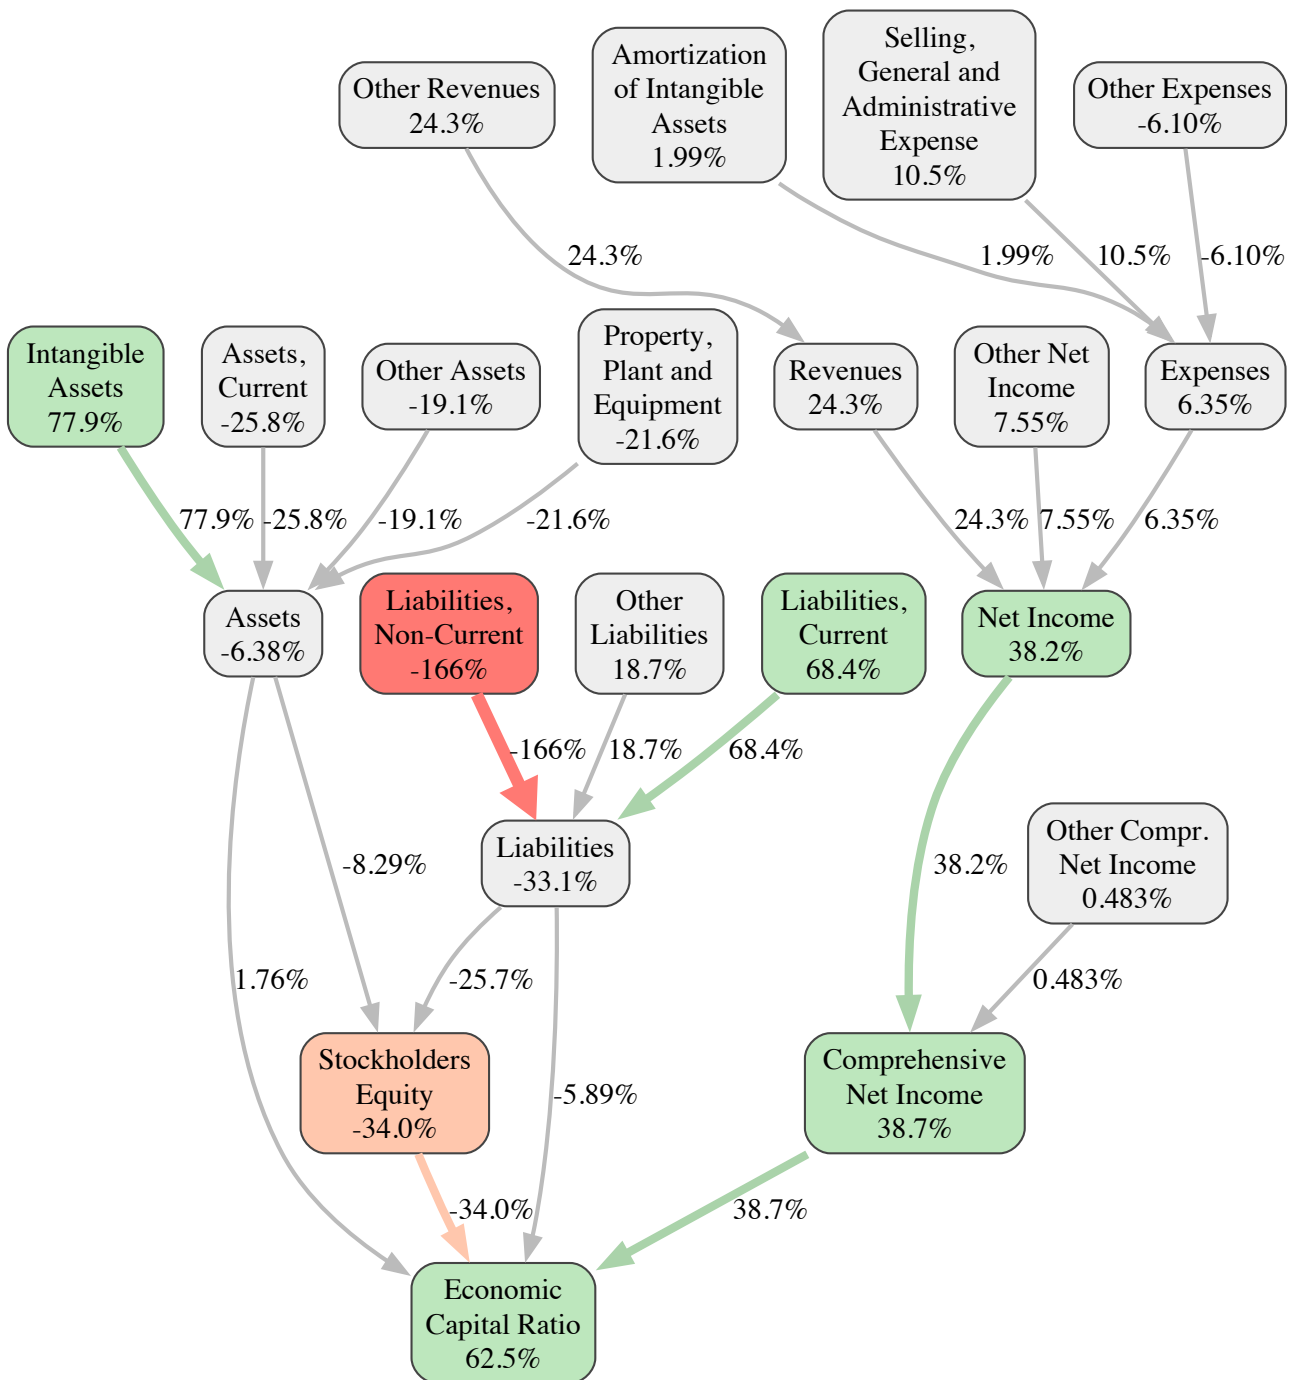 Selling,
General and
Administrative
Expense
10.5%
Amortization
of Intangible
Assets
1.99%
Other Revenues
24.3%
Other Expenses
-6.10%
24.3%
1.99%
10.5%
-6.10%
Intangible
Assets
77.9%
Assets,
Current
-25.8%
Other Assets
-19.1%
Property,
Plant and
Equipment
-21.6%
Revenues
24.3%
Other Net
Income
7.55%
Expenses
6.35%
77.9%
-25.8%
-19.1%
-21.6%
24.3%
7.55%
6.35%
Assets
-6.38%
Liabilities,
Non-Current
-166%
Other
Liabilities
18.7%
Liabilities,
Current
68.4%
Net Income
38.2%
-166%
18.7%
68.4%
Liabilities
-33.1%
-8.29%
38.2%
Other Compr.
Net Income
0.483%
1.76%
-25.7%
0.483%
Stockholders
Equity
-34.0%
-5.89%
Comprehensive
Net Income
38.7%
-34.0%
38.7%
Economic
Capital Ratio
62.5%